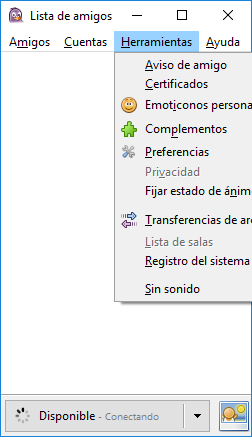 Lista de amigos
Amigos Cuentas Herramientas Ayuda
Aviso de amigo
Certificados
Emoticonos persona
Complementos
Preferencias
Privacidad
Fijar estado de ánim
Transferencias de arc
Lista de salas
Registro del sistema
Sin sonido
Disponible - Conectando